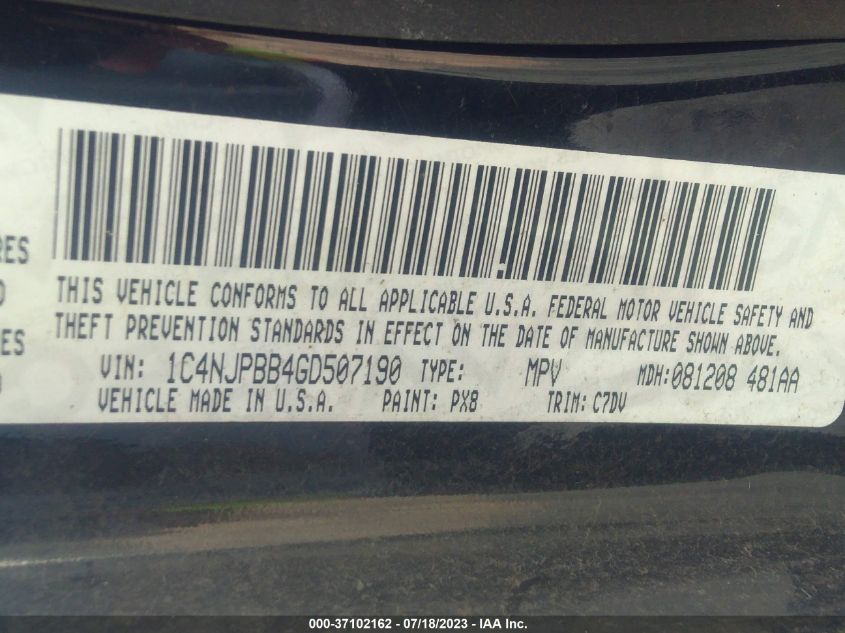 RES
THIS VEHICLE CONFORMS TO ALL APPLICABLE U.S.A. FEDERAL MOTOR VEHICLE SAFETY AND
THEFT PREVENTION STANDARDS IN EFFECT ON THE DATE OF MANUFACTURE SHOWN ABOVE.
ES
VIN: 1C4NJPBB4GD507190 TYPE: MPV MDH:081208 481AA
VEHICLE MADE IN U.S.A. PAINT: PX8 TRIM: C7DV
000-37102162 - 07/18/2023 - IAA Inc.